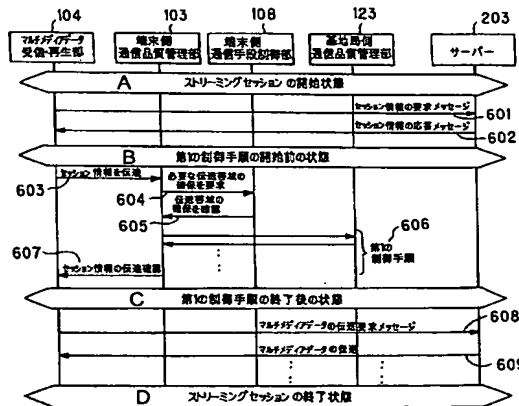 104 103 108 123 203
マルチメディアデータ
受信・再生部
端末側
通信品質管理部
端末側
通信手段制御部
基地局側
通信品質管理部
サーバー
A ストリーミングセッションの開始状態
セッション情報の要求メッセージ
601
セッション情報の応答メッセージ
602
B 第1の制御手順の開始前の状態
セッション情報を伝達
603
必要な伝送帯域の
確保を要求
604
伝送帯域の
確保を確認
605
606
第1の
制御手順
607
セッション情報の伝達確認
C 第1の制御手順の終了後の状態
608
マルチメディアデータの伝送要求メッセージ
マルチメディアデータの伝送
609
D ストリーミングセッションの終了状態